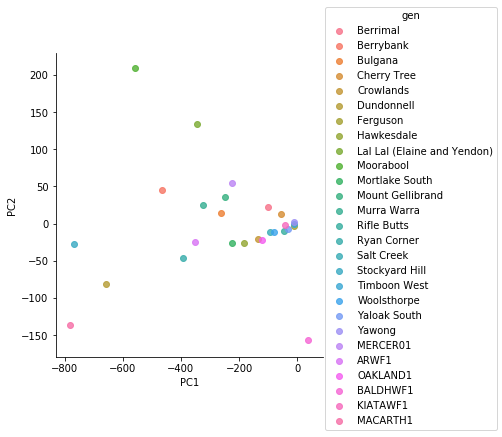 gen
Berrimal
Berrybank
Bulgana
Cherry Tree
Crowlands
Dundonnell
Ferguson
Hawkesdale
Lal Lal (Elaine and Yendon)
Moorabool
Mortlake South
Mount Gellibrand
Murra Warra
Rifle Butts
Ryan Corner
Salt Creek
Stockyard Hill
Timboon West
Woolsthorpe
Yaloak South
Yawong
MERCER01
ARWF1
OAKLAND1
BALDHWF1
KIATAWF1
MACARTH1
PC2
200
150
100
50
0
−50
−100
−150
−800 −600 −400 −200 0
PC1